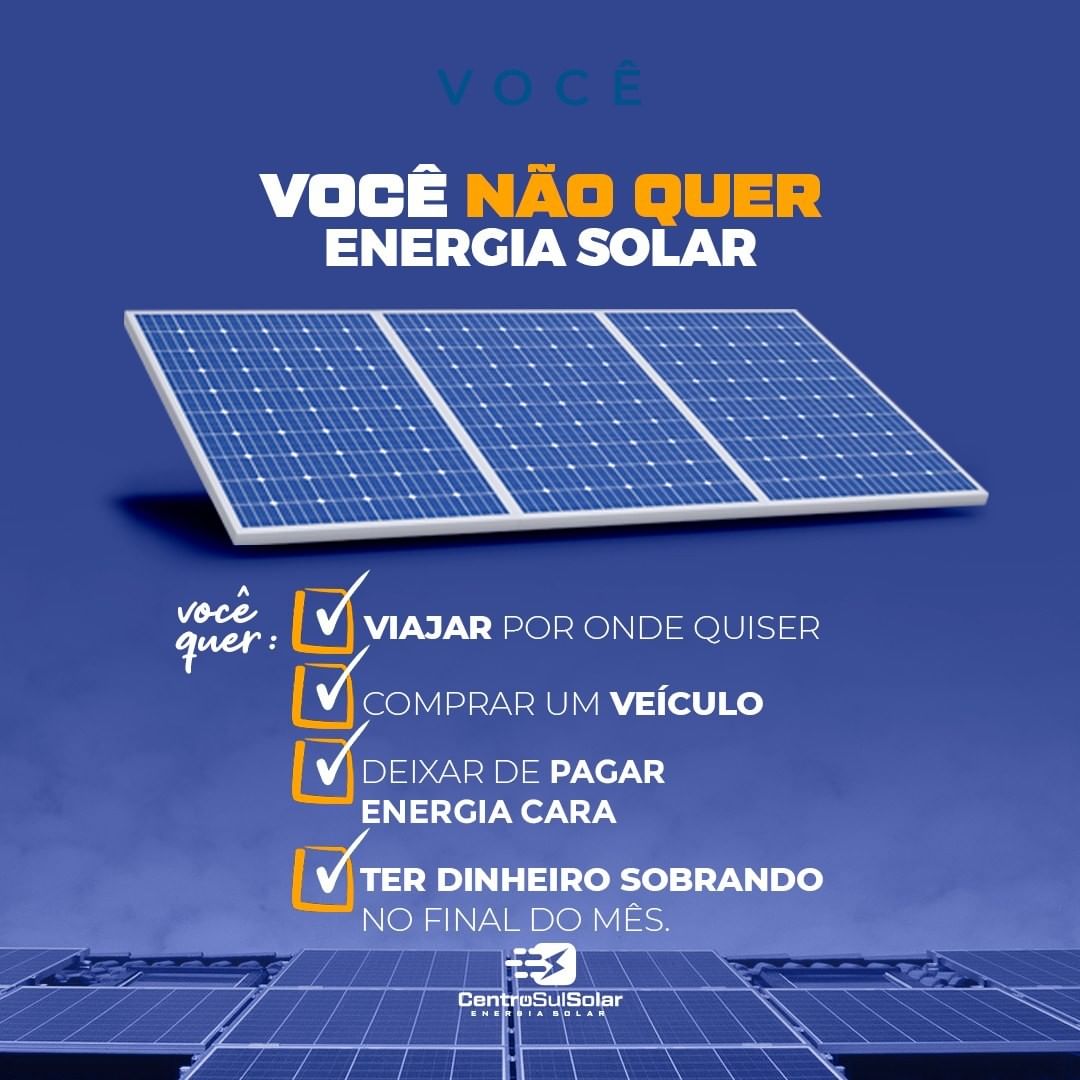 VOCÊ
VOCÊ NÃO QUER
ENERGIA SOLAR
você
quer:
VIAJAR POR ONDE QUISER
COMPRAR UM VEÍCULO
DEIXAR DE PAGAR
ENERGIA CARA
TER DINHEIRO SOBRANDO
NO FINAL DO MÊS.
CentroSulSolar
ENERGIA SOLAR